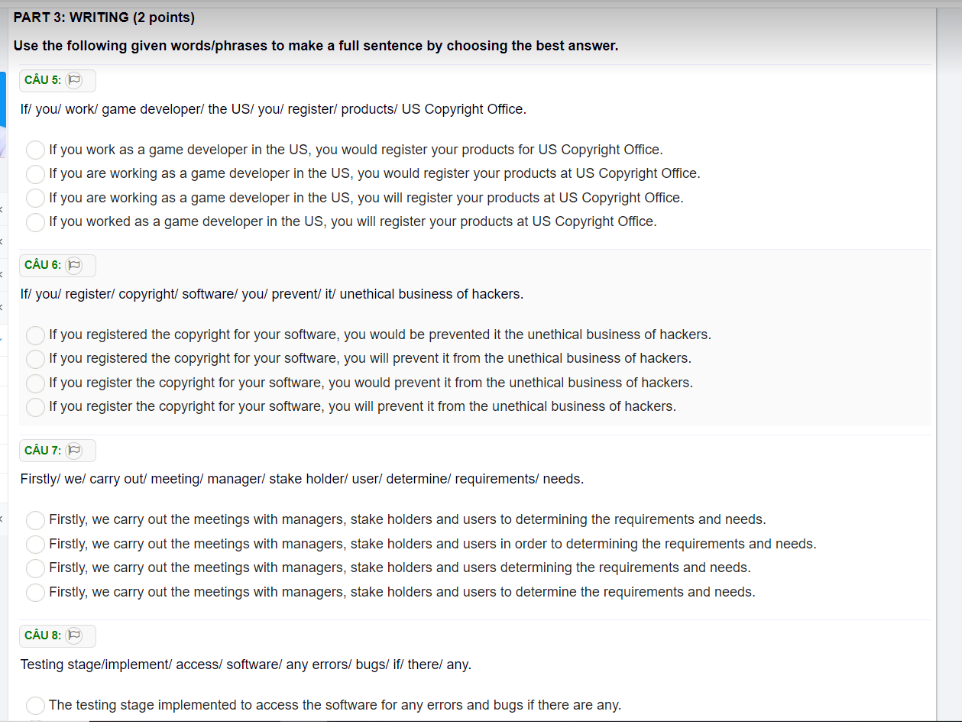 PART 3: WRITING (2 points)
Use the following given words/phrases to make a full sentence by choosing the best answer.
CÂU 5:
If/ you/ work/ game developer/ the US/ you/ register/ products/ US Copyright Office.
If you work as a game developer in the US, you would register your products for US Copyright Office.
If you are working as a game developer in the US, you would register your products at US Copyright Office.
If you are working as a game developer in the US, you will register your products at US Copyright Office.
If you worked as a game developer in the US, you will register your products at US Copyright Office.
CÂU 6:
If/ you/ register/ copyright/ software/ you/ prevent/ it/ unethical business of hackers.
If you registered the copyright for your software, you would be prevented it the unethical business of hackers.
If you registered the copyright for your software, you will prevent it from the unethical business of hackers.
If you register the copyright for your software, you would prevent it from the unethical business of hackers.
If you register the copyright for your software, you will prevent it from the unethical business of hackers.
CÂU 7:
Firstly/ we/ carry out/ meeting/ manager/ stake holder/ user/ determine/ requirements/ needs.
Firstly, we carry out the meetings with managers, stake holders and users to determining the requirements and needs.
Firstly, we carry out the meetings with managers, stake holders and users in order to determining the requirements and needs.
Firstly, we carry out the meetings with managers, stake holders and users determining the requirements and needs.
Firstly, we carry out the meetings with managers, stake holders and users to determine the requirements and needs.
CÂU 8:
Testing stage/implement/ access/ software/ any errors/ bugs/ if/ there/ any.
The testing stage implemented to access the software for any errors and bugs if there are any.